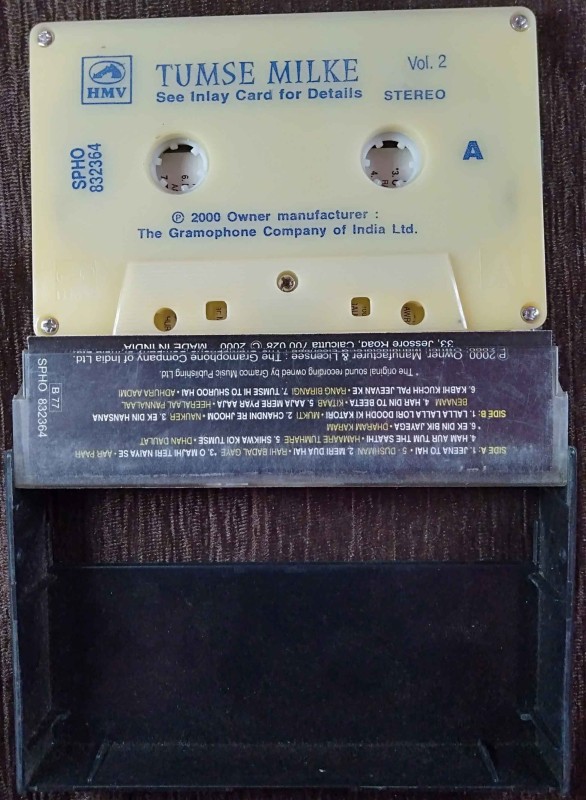 HMV
TUMSE MILKE
Vol. 2
See Inlay Card for Details
STEREO
SPHO
832364
A
℗ 2000 Owner manufacturer :
The Gramophone Company of India Ltd.
SIDE A: 1. JEENA TO HAI • 5 - DUSHMAN 2. MERI DUA HAI - RAHI BADAL GAYE *3. O MAJHI TERI NAIYA SE - AAR PAAR
4. HAM AUR TUM THE SAATHI - HAMARE TUMHARE 5. SHIKWA KOI TUMSE - DHAN DAULAT
*6. EK DIN BIK JAYEGA - DHARAM KARAM
SIDE B: 1. LALLA LALLA LORI DOODH KI KATORI • MUKTI 2. CHANDNI RE JHOOM • NAUKER 3. EK DIN HANSANA
BENAAM 4. HAR DIN TO BEETA • KITAAB 5. AAJA MERE PYAR AAJA • HEERALAAL PANNALAAL
6. KABHI KUCHH PAL JEEVAN KE • RANG BIRANGI 7. TUMSE HI TO SHUROO HAI • ADHURA AADMI
* The Original sound recording owned by Gramco Music Publishing Ltd.
P 2000 Owner, Manufacturer & Licensee : The Gramophone Company of India Ltd.
33, Jessore Road, Calcutta 700 028 © 2000 MADE IN INDIA
B 77
SPHO 832364